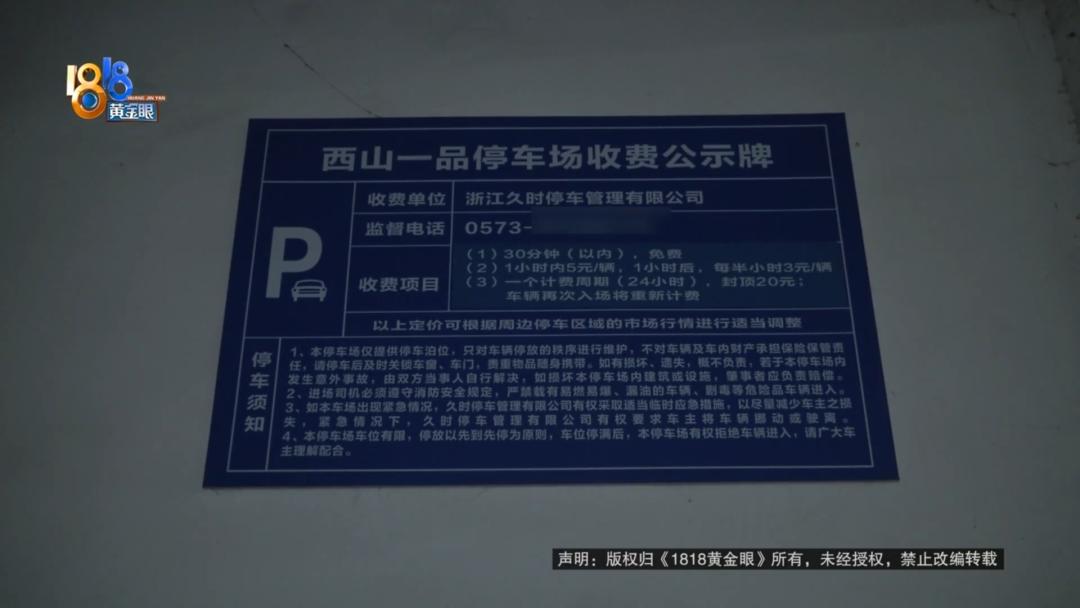 1818
HUANG JIN YAN
黄金眼
西山一品停车场收费公示牌
P
收费单位 浙江久时停车管理有限公司
监督电话 0573-
收费项目
（1）30分钟（以内），免费
（2）1小时内5元/辆，1小时后，每半小时3元/辆
（3）一个计费周期（24小时），封顶20元；
车辆再次入场将重新计费
以上定价可根据周边停车区域的市场行情进行适当调整
停车须知
1、本停车场仅提供停车泊位，只对车辆停放的秩序进行维护，不对车辆及车内财产承担保险保管责
任，请停车后及时关锁车窗、车门，贵重物品随身携带。如有损坏、遗失，概不负责，若于本停车场内
发生意外事故，由双方当事人自行解决，如损坏本停车场内建筑或设施，肇事者应负责赔偿。
2、进场司机必须遵守消防安全规定，严禁载有易燃易爆、漏油的车辆、剧毒等危险品车辆进入。
3、如本车场出现紧急情况，久时停车管理有限公司有权采取适当临时应急措施，以尽量减少车主之损
失，紧急情况下，久时停车管理有限公司有权要求车主将车辆挪动或驶离。
4、本停车场车位有限，停放以先到先停为原则，车位停满后，本停车场有权拒绝车辆进入，请广大车
主理解配合。
声明：版权归《1818黄金眼》所有，未经授权，禁止改编转载